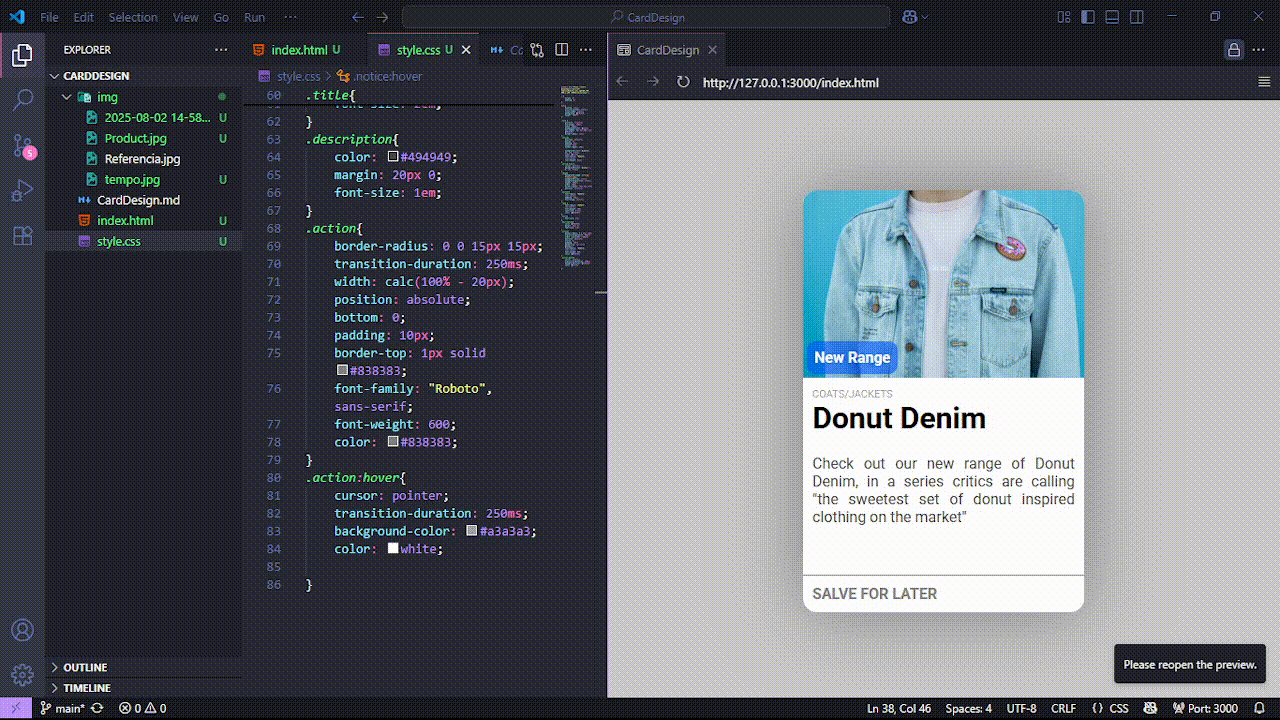 File Edit Selection View Go Run ···
CardDesign
EXPLORER
CARDDESIGN
img
2025-08-02 14-58...
U
Product.jpg
U
Referencia.jpg
tempo.jpg
U
CardDesign.md
index.html
U
style.css
U
OUTLINE
TIMELINE
5
index.html U
style.css U
style.css > .notice:hover
60 .title{
62 }
63 .description{
64 color: #494949;
65 margin: 20px 0;
66 font-size: 1em;
67 }
68 .action{
69 border-radius: 0 0 15px 15px;
70 transition-duration: 250ms;
71 width: calc(100% - 20px);
72 position: absolute;
73 bottom: 0;
74 padding: 10px;
75 border-top: 1px solid
#838383;
76 font-family: "Roboto",
sans-serif;
77 font-weight: 600;
78 color: #838383;
79 }
80 .action:hover{
81 cursor: pointer;
82 transition-duration: 250ms;
83 background-color: #a3a3a3;
84 color: white;
85
86 }
CardDesign
http://127.0.0.1:3000/index.html
New Range
COATS/JACKETS
Donut Denim
Check out our new range of Donut
Denim, in a series critics are calling
"the sweetest set of donut inspired
clothing on the market"
SALVE FOR LATER
Please reopen the preview.
main* 0 0
Ln 38, Col 46 Spaces: 4 UTF-8 CRLF {} CSS Port: 3000